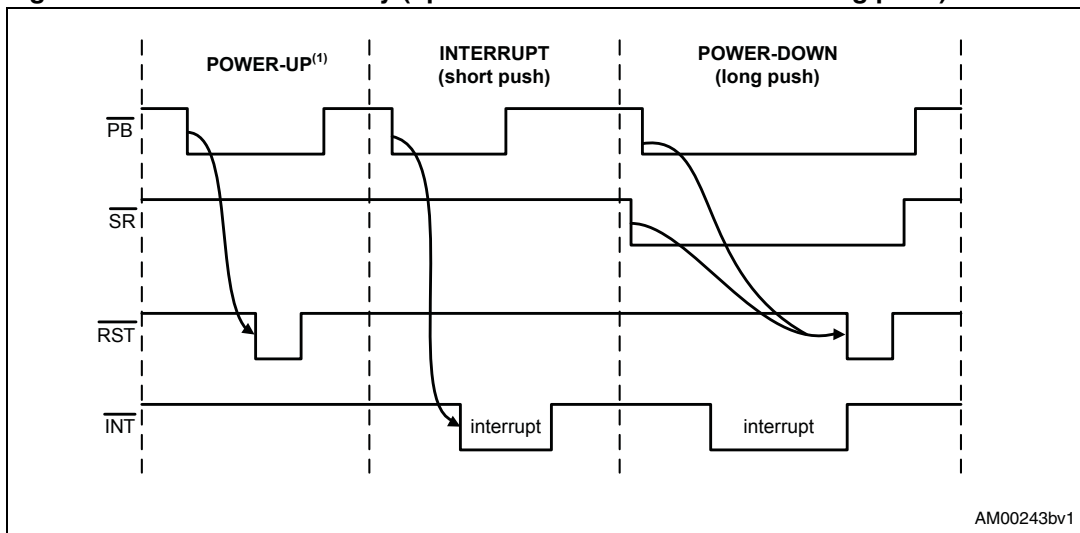 POWER-UP(1)
INTERRUPT
(short push)
POWER-DOWN
(long push)
PB
SR
RST
INT
interrupt
interrupt
AM00243bv1